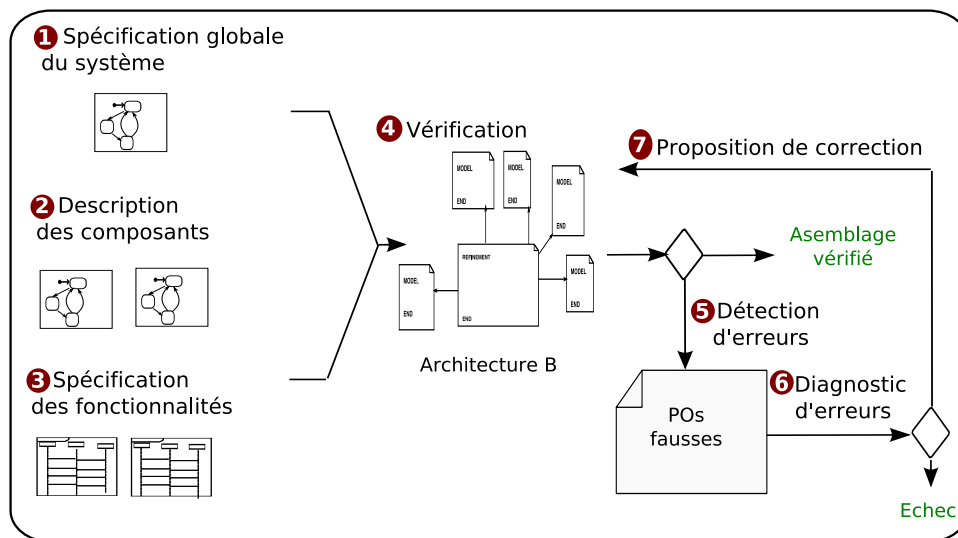 1 Spécification globale
du système
2 Description
des composants
3 Spécification
des fonctionnalités
4 Vérification
MODEL
END
MODEL
END
MODEL
END
REFINEMENT
END
MODEL
END
MODEL
END
Architecture B
7 Proposition de correction
Asemblage
vérifié
5 Détection
d'erreurs
POs
fausses
6 Diagnostic
d'erreurs
Echec